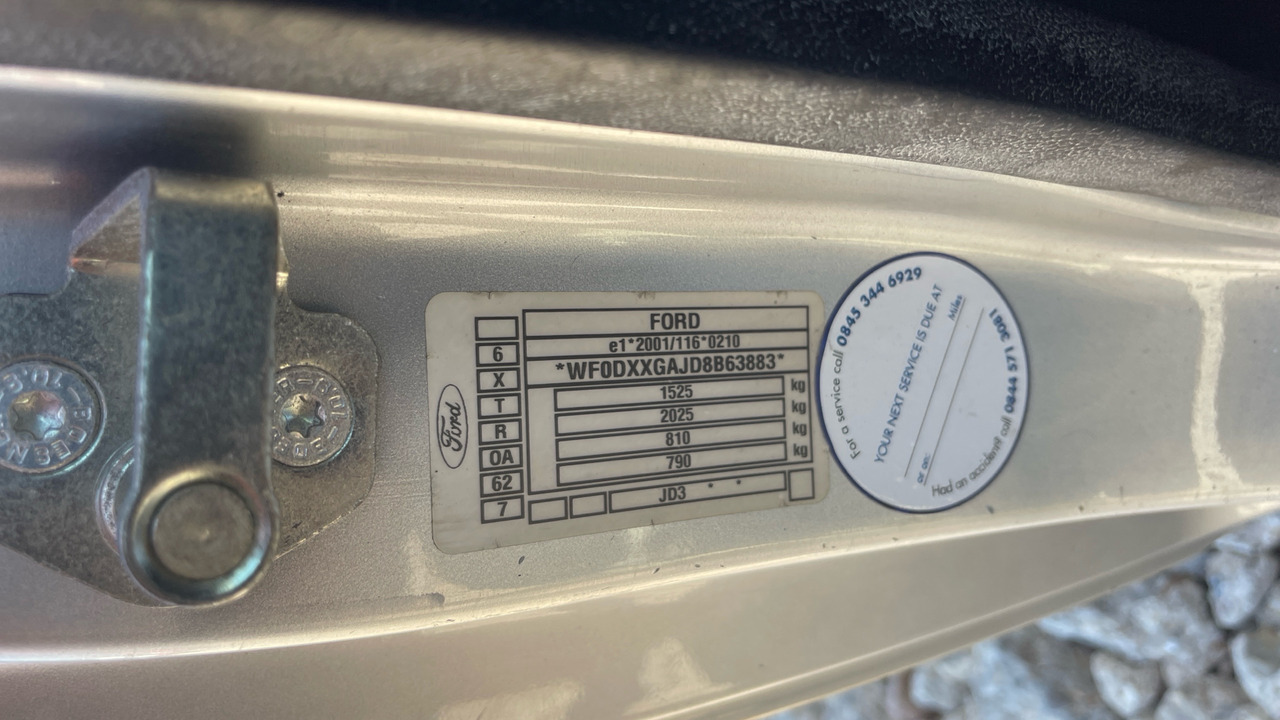 Ford
6
X
T
R
OA
62
7
FORD
e1*2001/116*0210
*WF0DXXGAJD8B63883*
1525 kg
2025 kg
810 kg
790 kg
JD3 * *
For a service call 0845 344 6929
YOUR NEXT SERVICE IS DUE AT
Miles
or on:
Had an accident? call 0844 571 3081